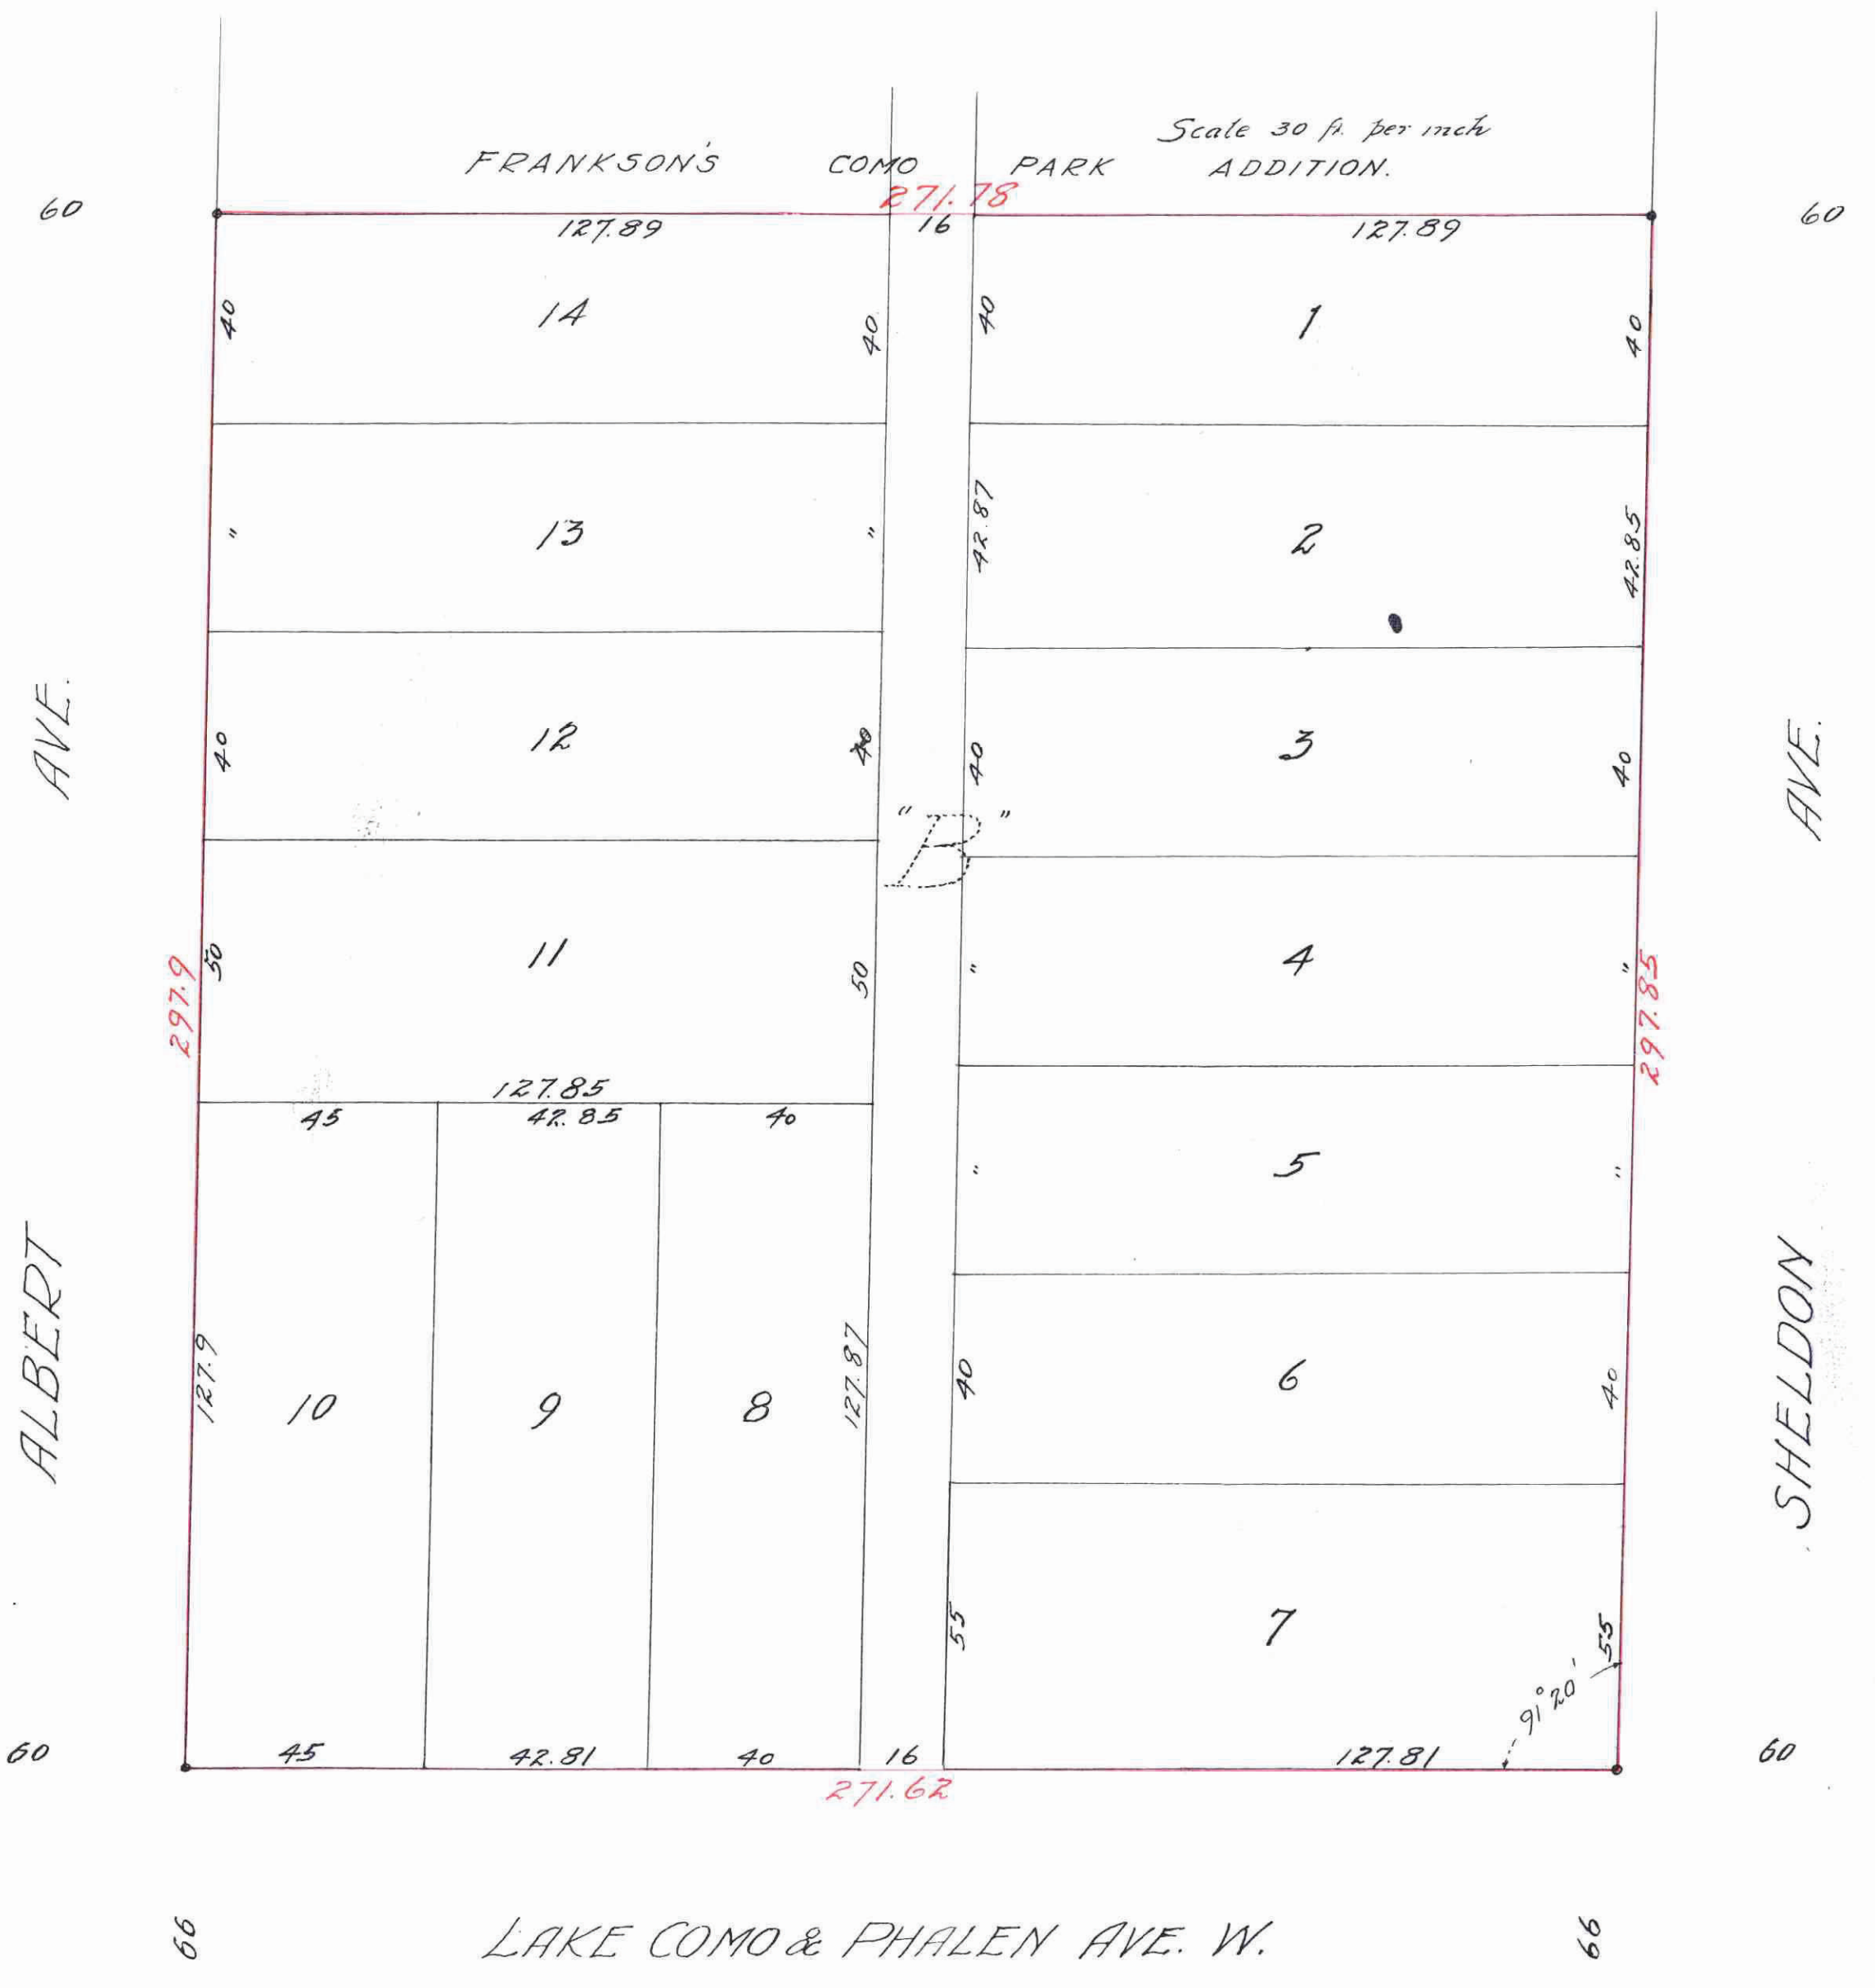 Scale 30 ft. per inch
FRANKSON'S COMO PARK ADDITION.
271.78
60 127.89 16 127.89 60
40 14 40 40 1 40
" 13 " 42.87 2 42.85
AVE. 40 12 40 40 3 40 AVE.
"B"
297.9 50 11 50 " 4 " 297.85
127.85
45 42.85 40
" 5 "
ALBERT 127.9 10 9 8 127.87 40 6 40 SHELDON
55 7 55
91°20'
60 45 42.81 40 16 127.81 60
271.62
66 LAKE COMO & PHALEN AVE. W. 66